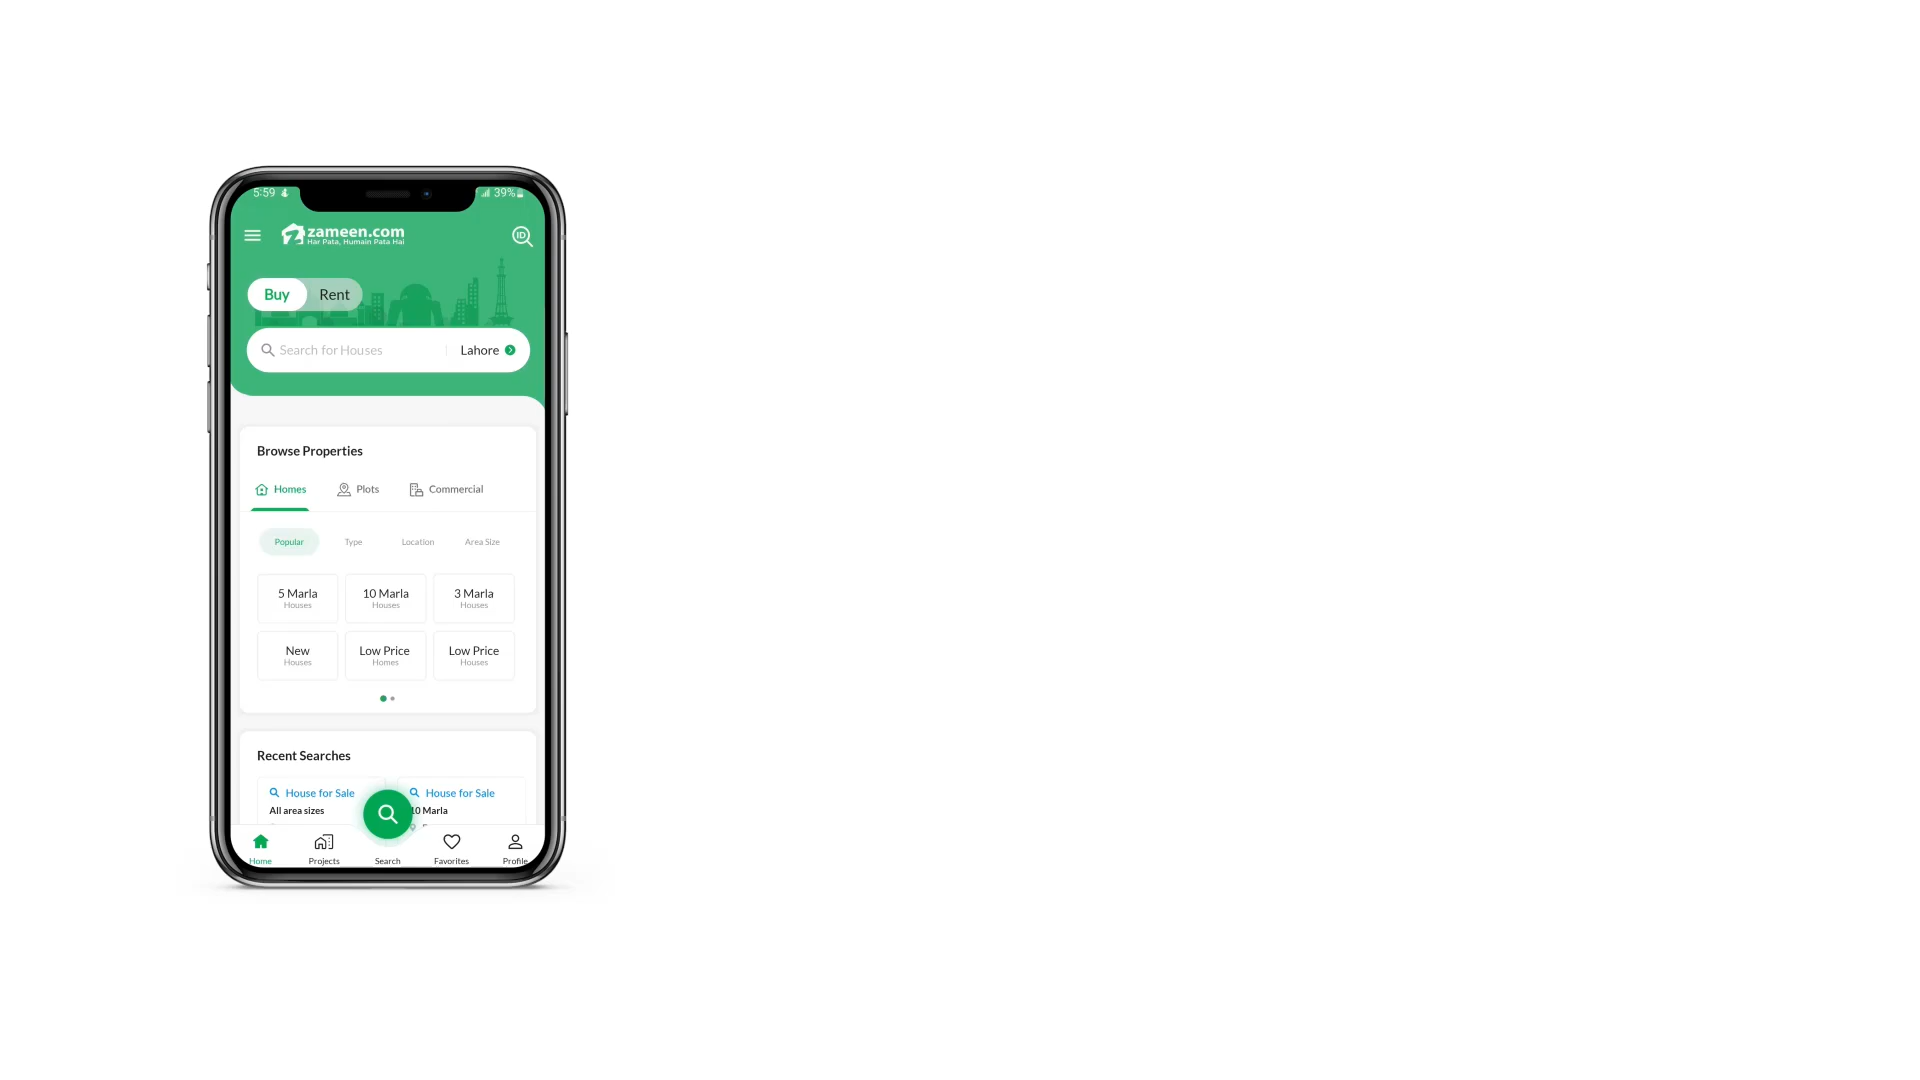 5:59 39%
zameen.com
Har Pata, Humain Pata Hai
ID
Buy Rent
Search for Houses Lahore
Browse Properties
Homes Plots Commercial
Popular Type Location Area Size
5 Marla 10 Marla 3 Marla
Houses Houses Houses
New Low Price Low Price
Houses Homes Houses
Recent Searches
House for Sale House for Sale
All area sizes 10 Marla
Home Projects Search Favorites Profile